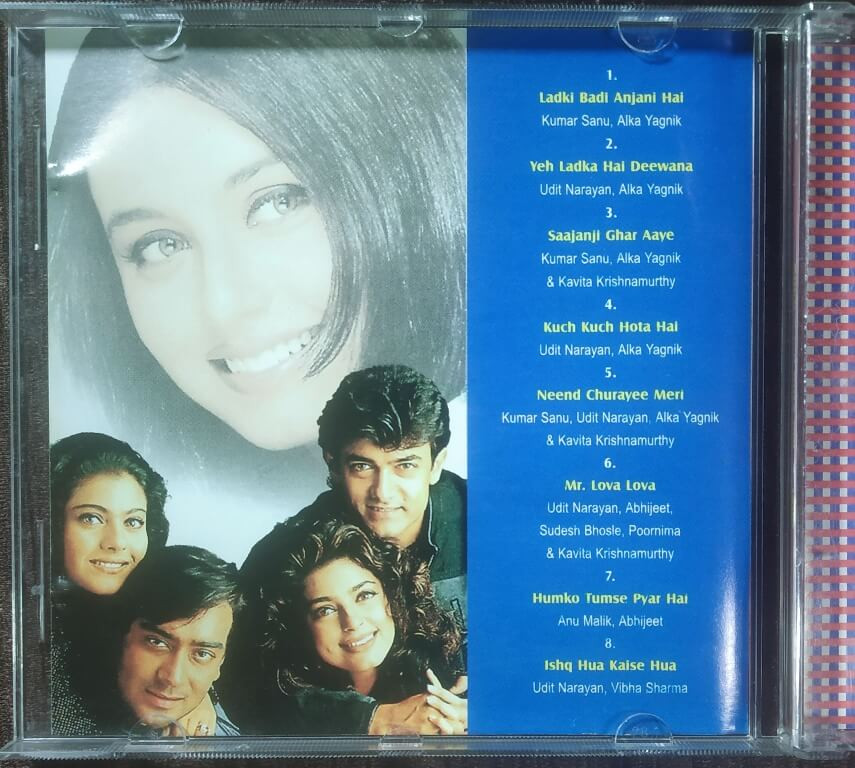 1.
Ladki Badi Anjani Hai
Kumar Sanu, Alka Yagnik
2.
Yeh Ladka Hai Deewana
Udit Narayan, Alka Yagnik
3.
Saajanji Ghar Aaye
Kumar Sanu, Alka Yagnik
& Kavita Krishnamurthy
4.
Kuch Kuch Hota Hai
Udit Narayan, Alka Yagnik
5.
Neend Churayee Meri
Kumar Sanu, Udit Narayan, Alka Yagnik
& Kavita Krishnamurthy
6.
Mr. Lova Lova
Udit Narayan, Abhijeet,
Sudesh Bhosle, Poornima
& Kavita Krishnamurthy
7.
Humko Tumse Pyar Hai
Anu Malik, Abhijeet
8.
Ishq Hua Kaise Hua
Udit Narayan, Vibha Sharma